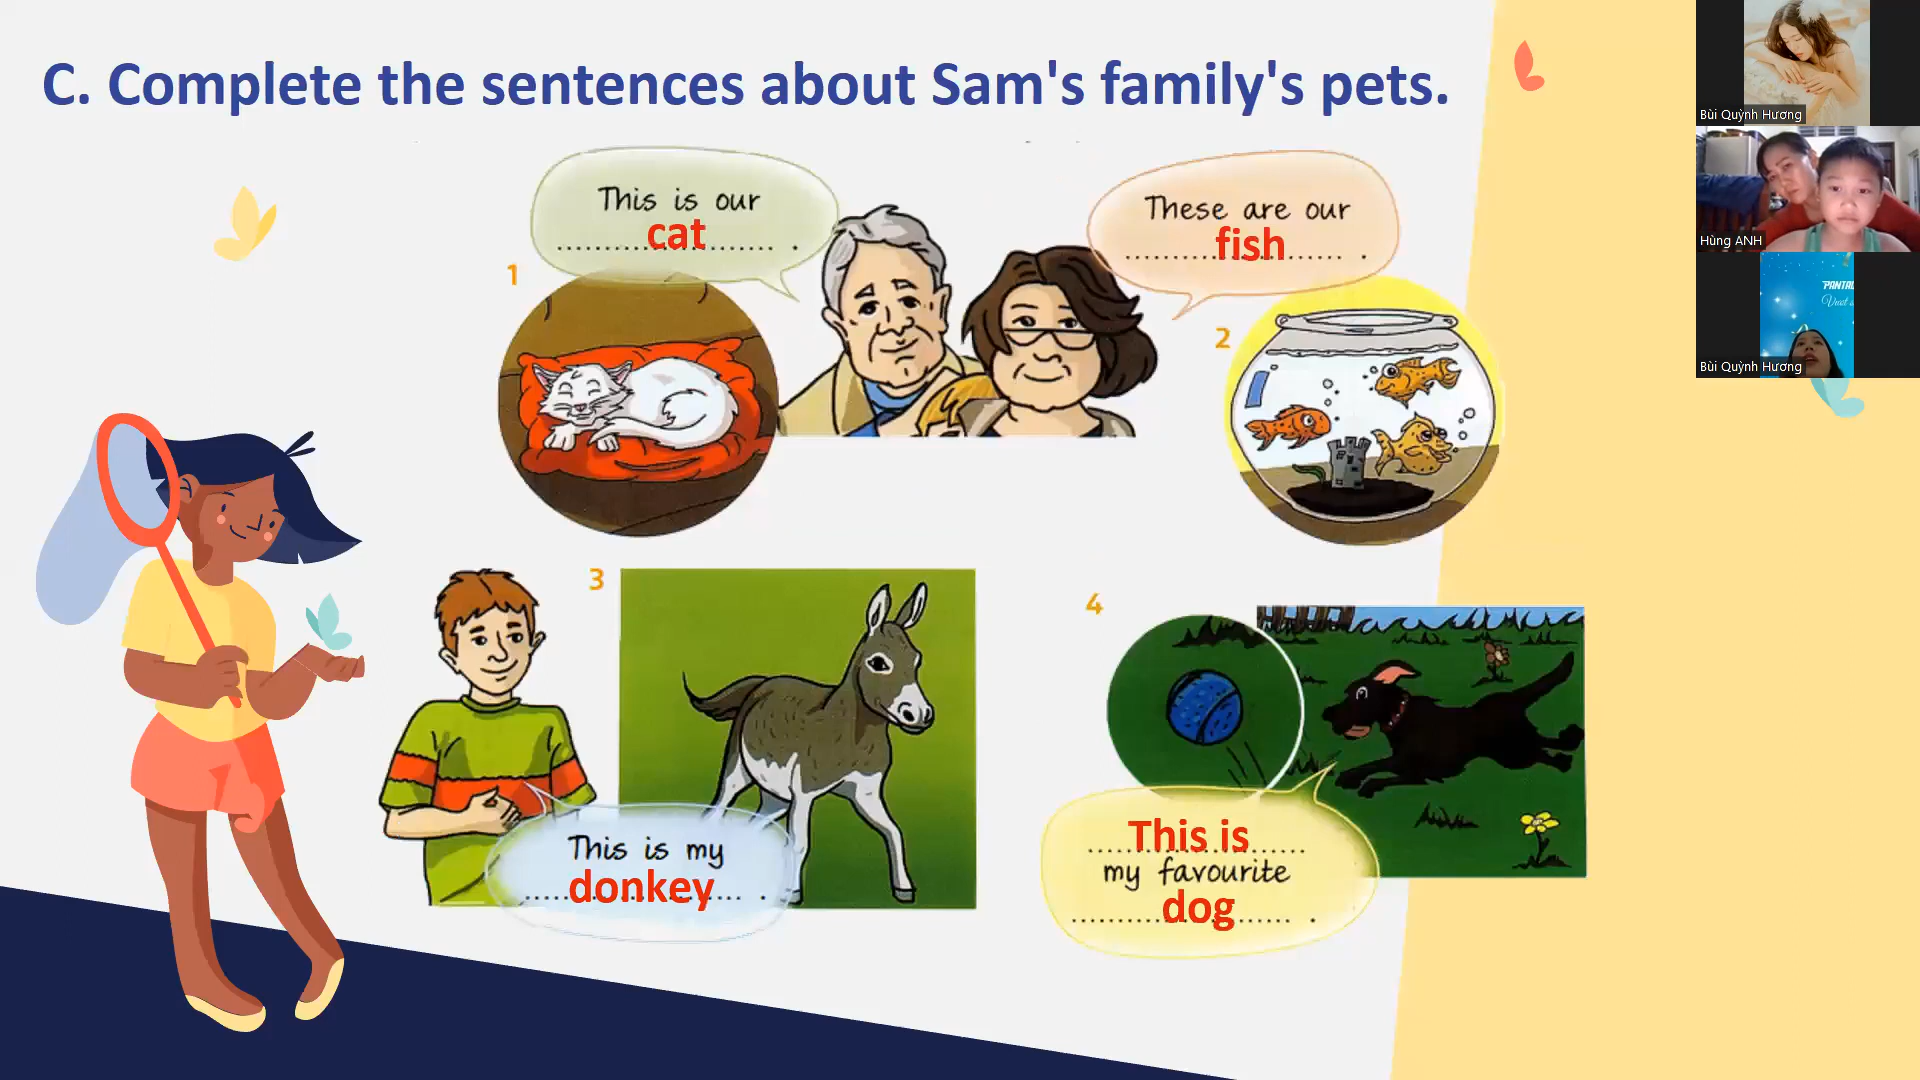 C. Complete the sentences about Sam's family's pets.
1
This is our
cat
.
These are our
fish
.
2
3
This is my
donkey
.
4
This is
my favourite
dog
.
Bùi Quỳnh Hương
Hùng ANH
Bùi Quỳnh Hương